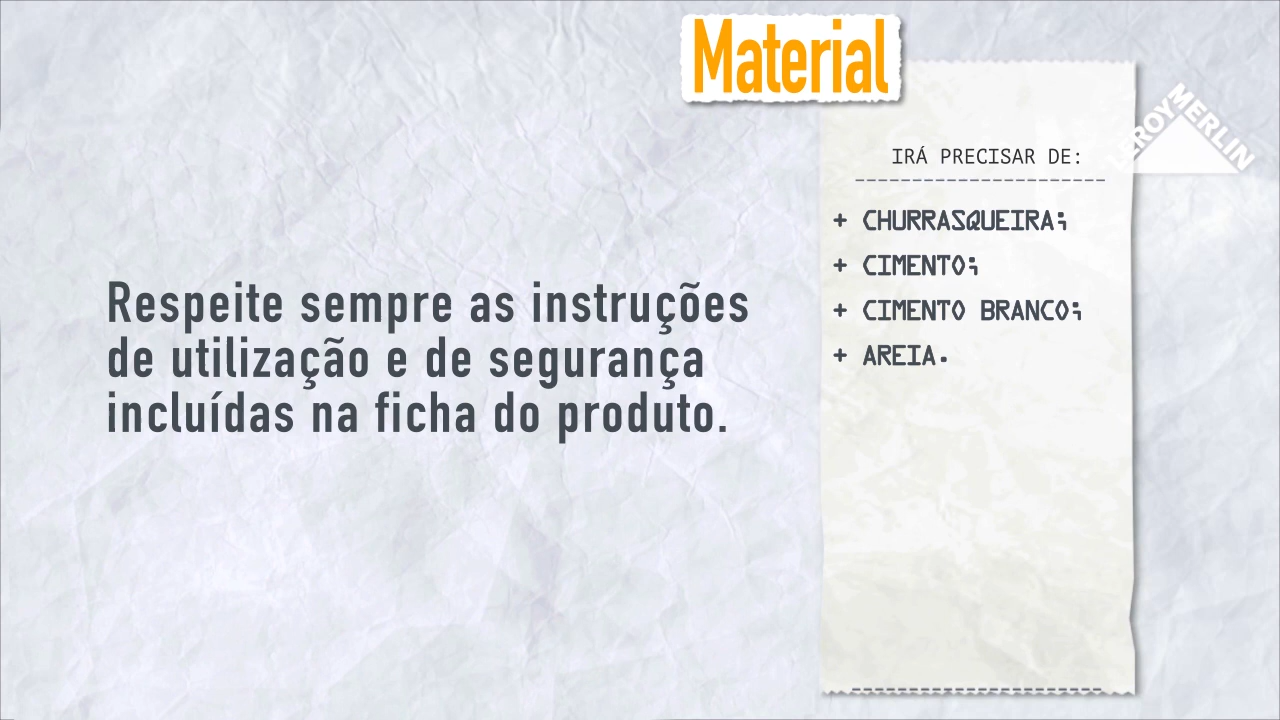 Material
LEROY MERLIN
IRÁ PRECISAR DE:
+ CHURRASQUEIRA;
+ CIMENTO;
+ CIMENTO BRANCO;
+ AREIA.
Respeite sempre as instruções
de utilização e de segurança
incluídas na ficha do produto.